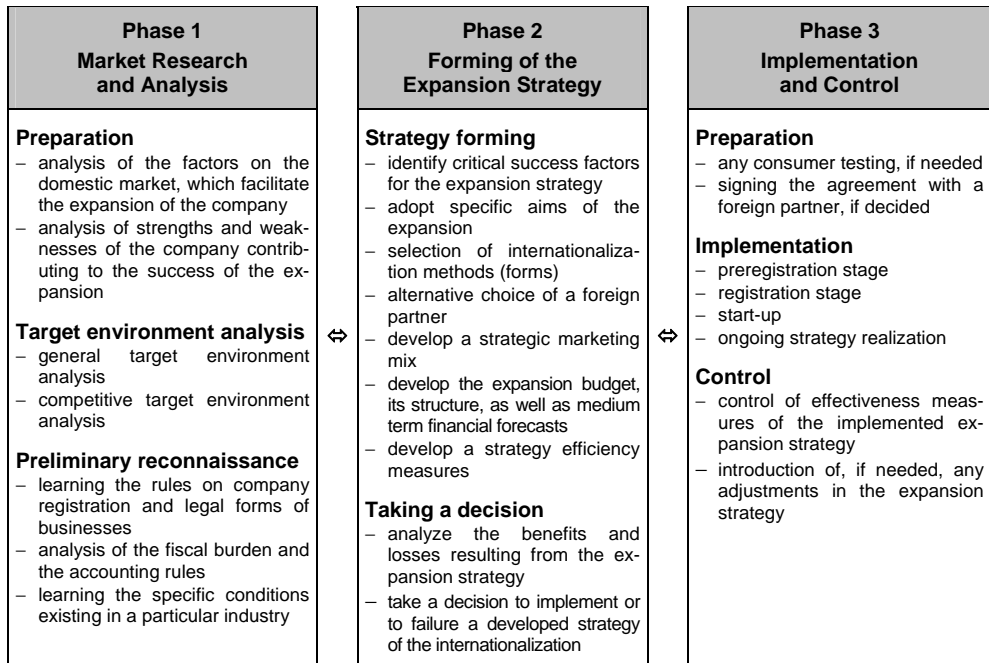 Phase 1
Market Research
and Analysis
Preparation
– analysis of the factors on the
domestic market, which facilitate
the expansion of the company
– analysis of strengths and weak-
nesses of the company contrib-
uting to the success of the ex-
pansion
Target environment analysis
– general target environment
analysis
– competitive target environment
analysis
Preliminary reconnaissance
– learning the rules on company
registration and legal forms of
businesses
– analysis of the fiscal burden and
the accounting rules
– learning the specific conditions
existing in a particular industry
⇔
Phase 2
Forming of the
Expansion Strategy
Strategy forming
– identify critical success factors
for the expansion strategy
– adopt specific aims of the
expansion
– selection of internationaliza-
tion methods (forms)
– alternative choice of a foreign
partner
– develop a strategic marketing
mix
– develop the expansion budget,
its structure, as well as medium
term financial forecasts
– develop a strategy efficiency
measures
Taking a decision
– analyze the benefits and
losses resulting from the ex-
pansion strategy
– take a decision to implement or
to failure a developed strategy
of the internationalization
⇔
Phase 3
Implementation
and Control
Preparation
– any consumer testing, if needed
– signing the agreement with a
foreign partner, if decided
Implementation
– preregistration stage
– registration stage
– start-up
– ongoing strategy realization
Control
– control of effectiveness meas-
ures of the implemented ex-
pansion strategy
– introduction of, if needed, any
adjustments in the expansion
strategy